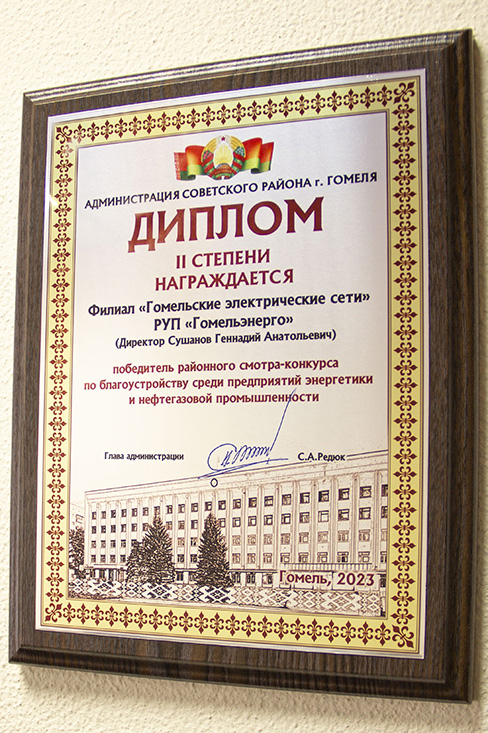 АДМИНИСТРАЦИЯ СОВЕТСКОГО РАЙОНА г. ГОМЕЛЯ
ДИПЛОМ
II СТЕПЕНИ
НАГРАЖДАЕТСЯ
Филиал «Гомельские электрические сети»
РУП «Гомельэнерго»
(Директор Сушанов Геннадий Анатольевич)
победитель районного смотра-конкурса
по благоустройству среди предприятий энергетики
и нефтегазовой промышленности
Глава администрации С.А.Редюк
Гомель, 2023